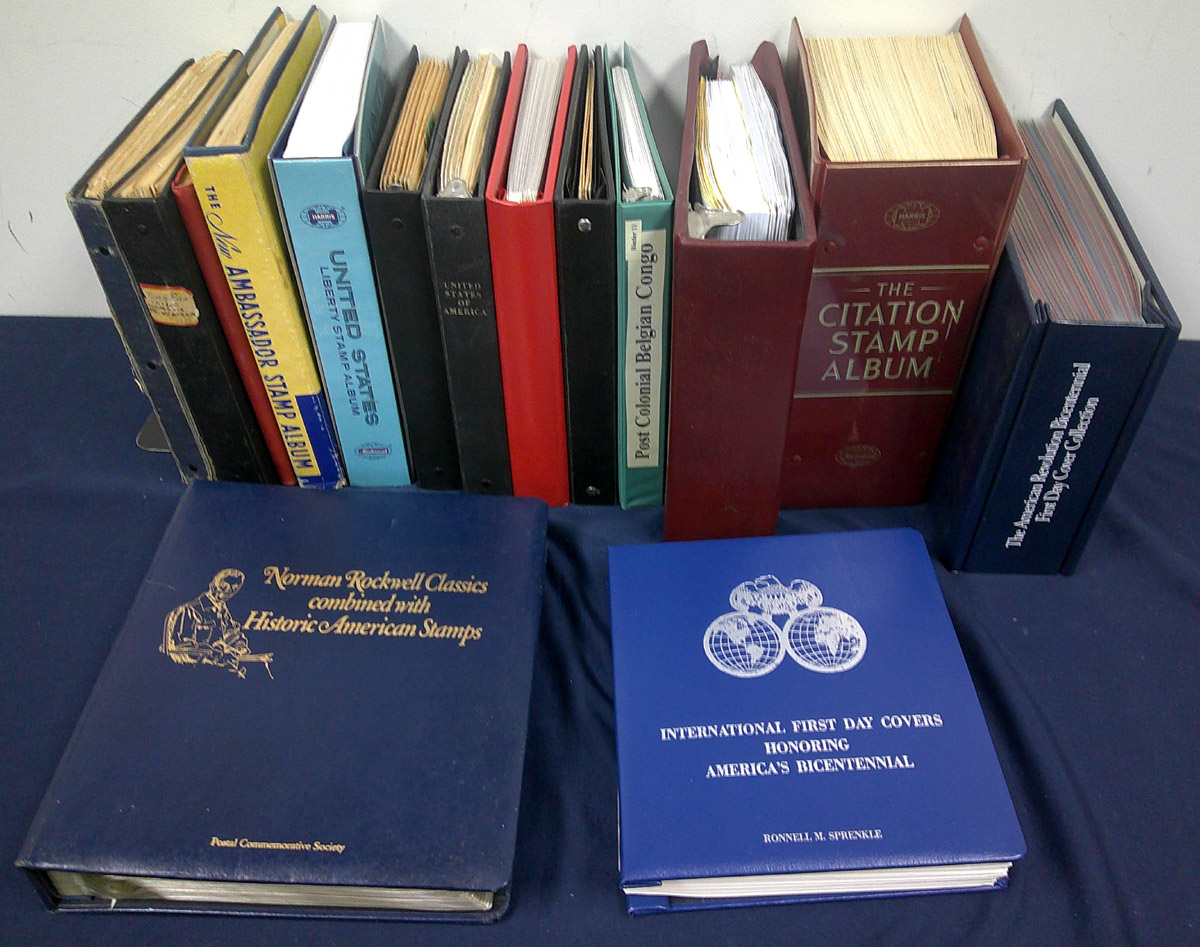 THE New AMBASSADOR STAMP ALBUM
HARRIS
UNITED STATES
LIBERTY STAMP ALBUM
UNITED
STATES
OF
AMERICA
Binder
Post Colonial Belgian Congo
HARRIS
THE
CITATION
STAMP
ALBUM
The American Revolution Bicentennial
First Day Cover Collection
Norman Rockwell Classics
combined with
Historic American Stamps
Postal Commemorative Society
INTERNATIONAL FIRST DAY COVERS
HONORING
AMERICA'S BICENTENNIAL
RONNELL M. SPRENKLE